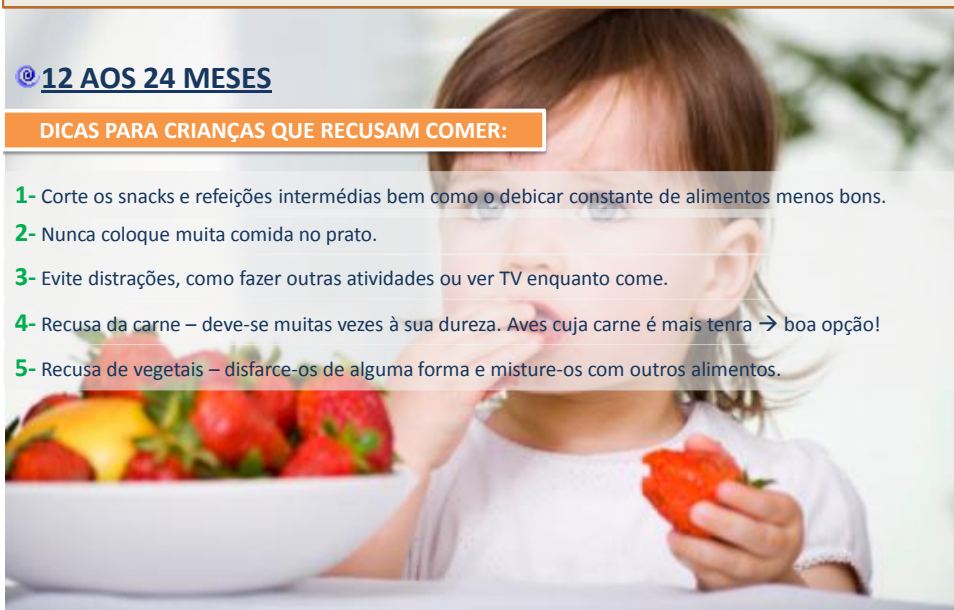 12 AOS 24 MESES
DICAS PARA CRIANÇAS QUE RECUSAM COMER:
1- Corte os snacks e refeições intermédias bem como o debicar constante de alimentos menos bons.
2- Nunca coloque muita comida no prato.
3- Evite distrações, como fazer outras atividades ou ver TV enquanto come.
4- Recusa da carne – deve-se muitas vezes à sua dureza. Aves cuja carne é mais tenra → boa opção!
5- Recusa de vegetais – disfarce-os de alguma forma e misture-os com outros alimentos.